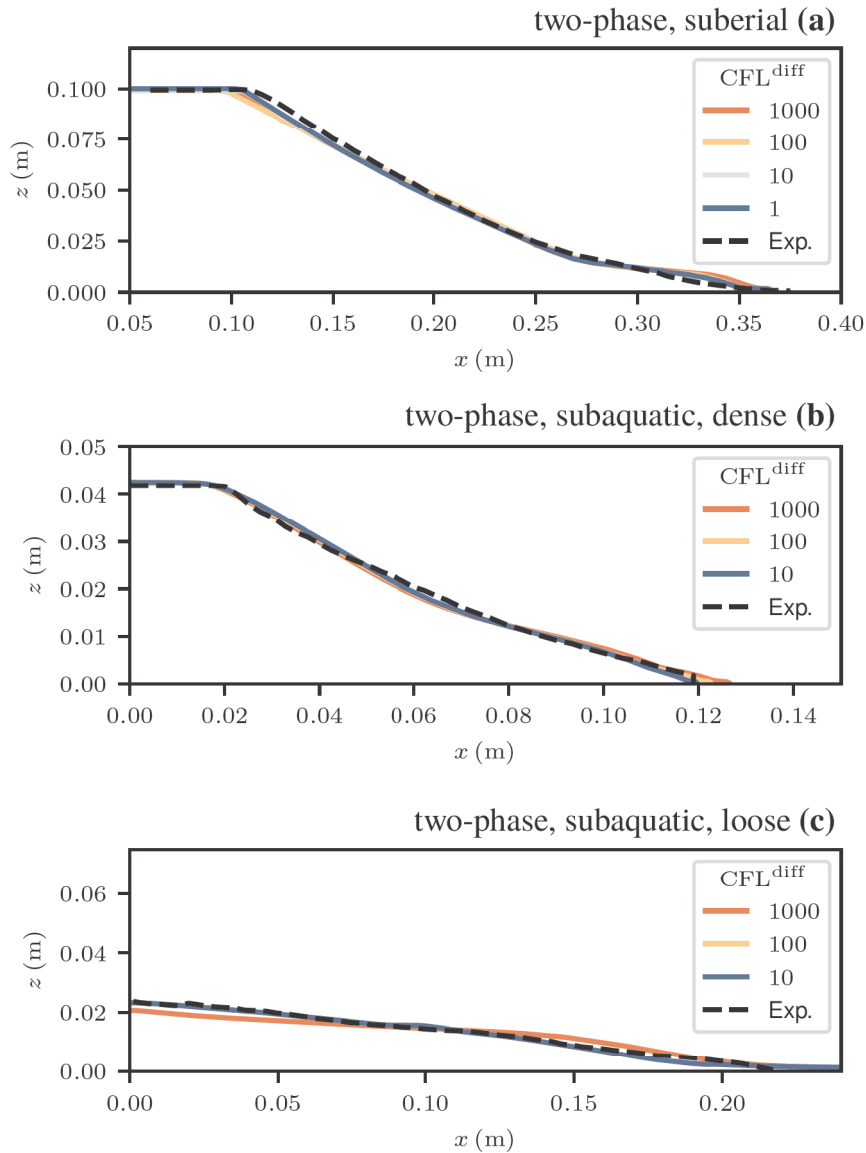 two-phase, suberial (a)
CFL^diff
1000
100
10
1
Exp.
0.100
0.075
0.050
0.025
0.000
z (m)
0.05 0.10 0.15 0.20 0.25 0.30 0.35 0.40
x (m)
two-phase, subaquatic, dense (b)
CFL^diff
1000
100
10
Exp.
0.05
0.04
0.03
0.02
0.01
0.00
z (m)
0.00 0.02 0.04 0.06 0.08 0.10 0.12 0.14
x (m)
two-phase, subaquatic, loose (c)
CFL^diff
1000
100
10
Exp.
0.06
0.04
0.02
0.00
z (m)
0.00 0.05 0.10 0.15 0.20
x (m)